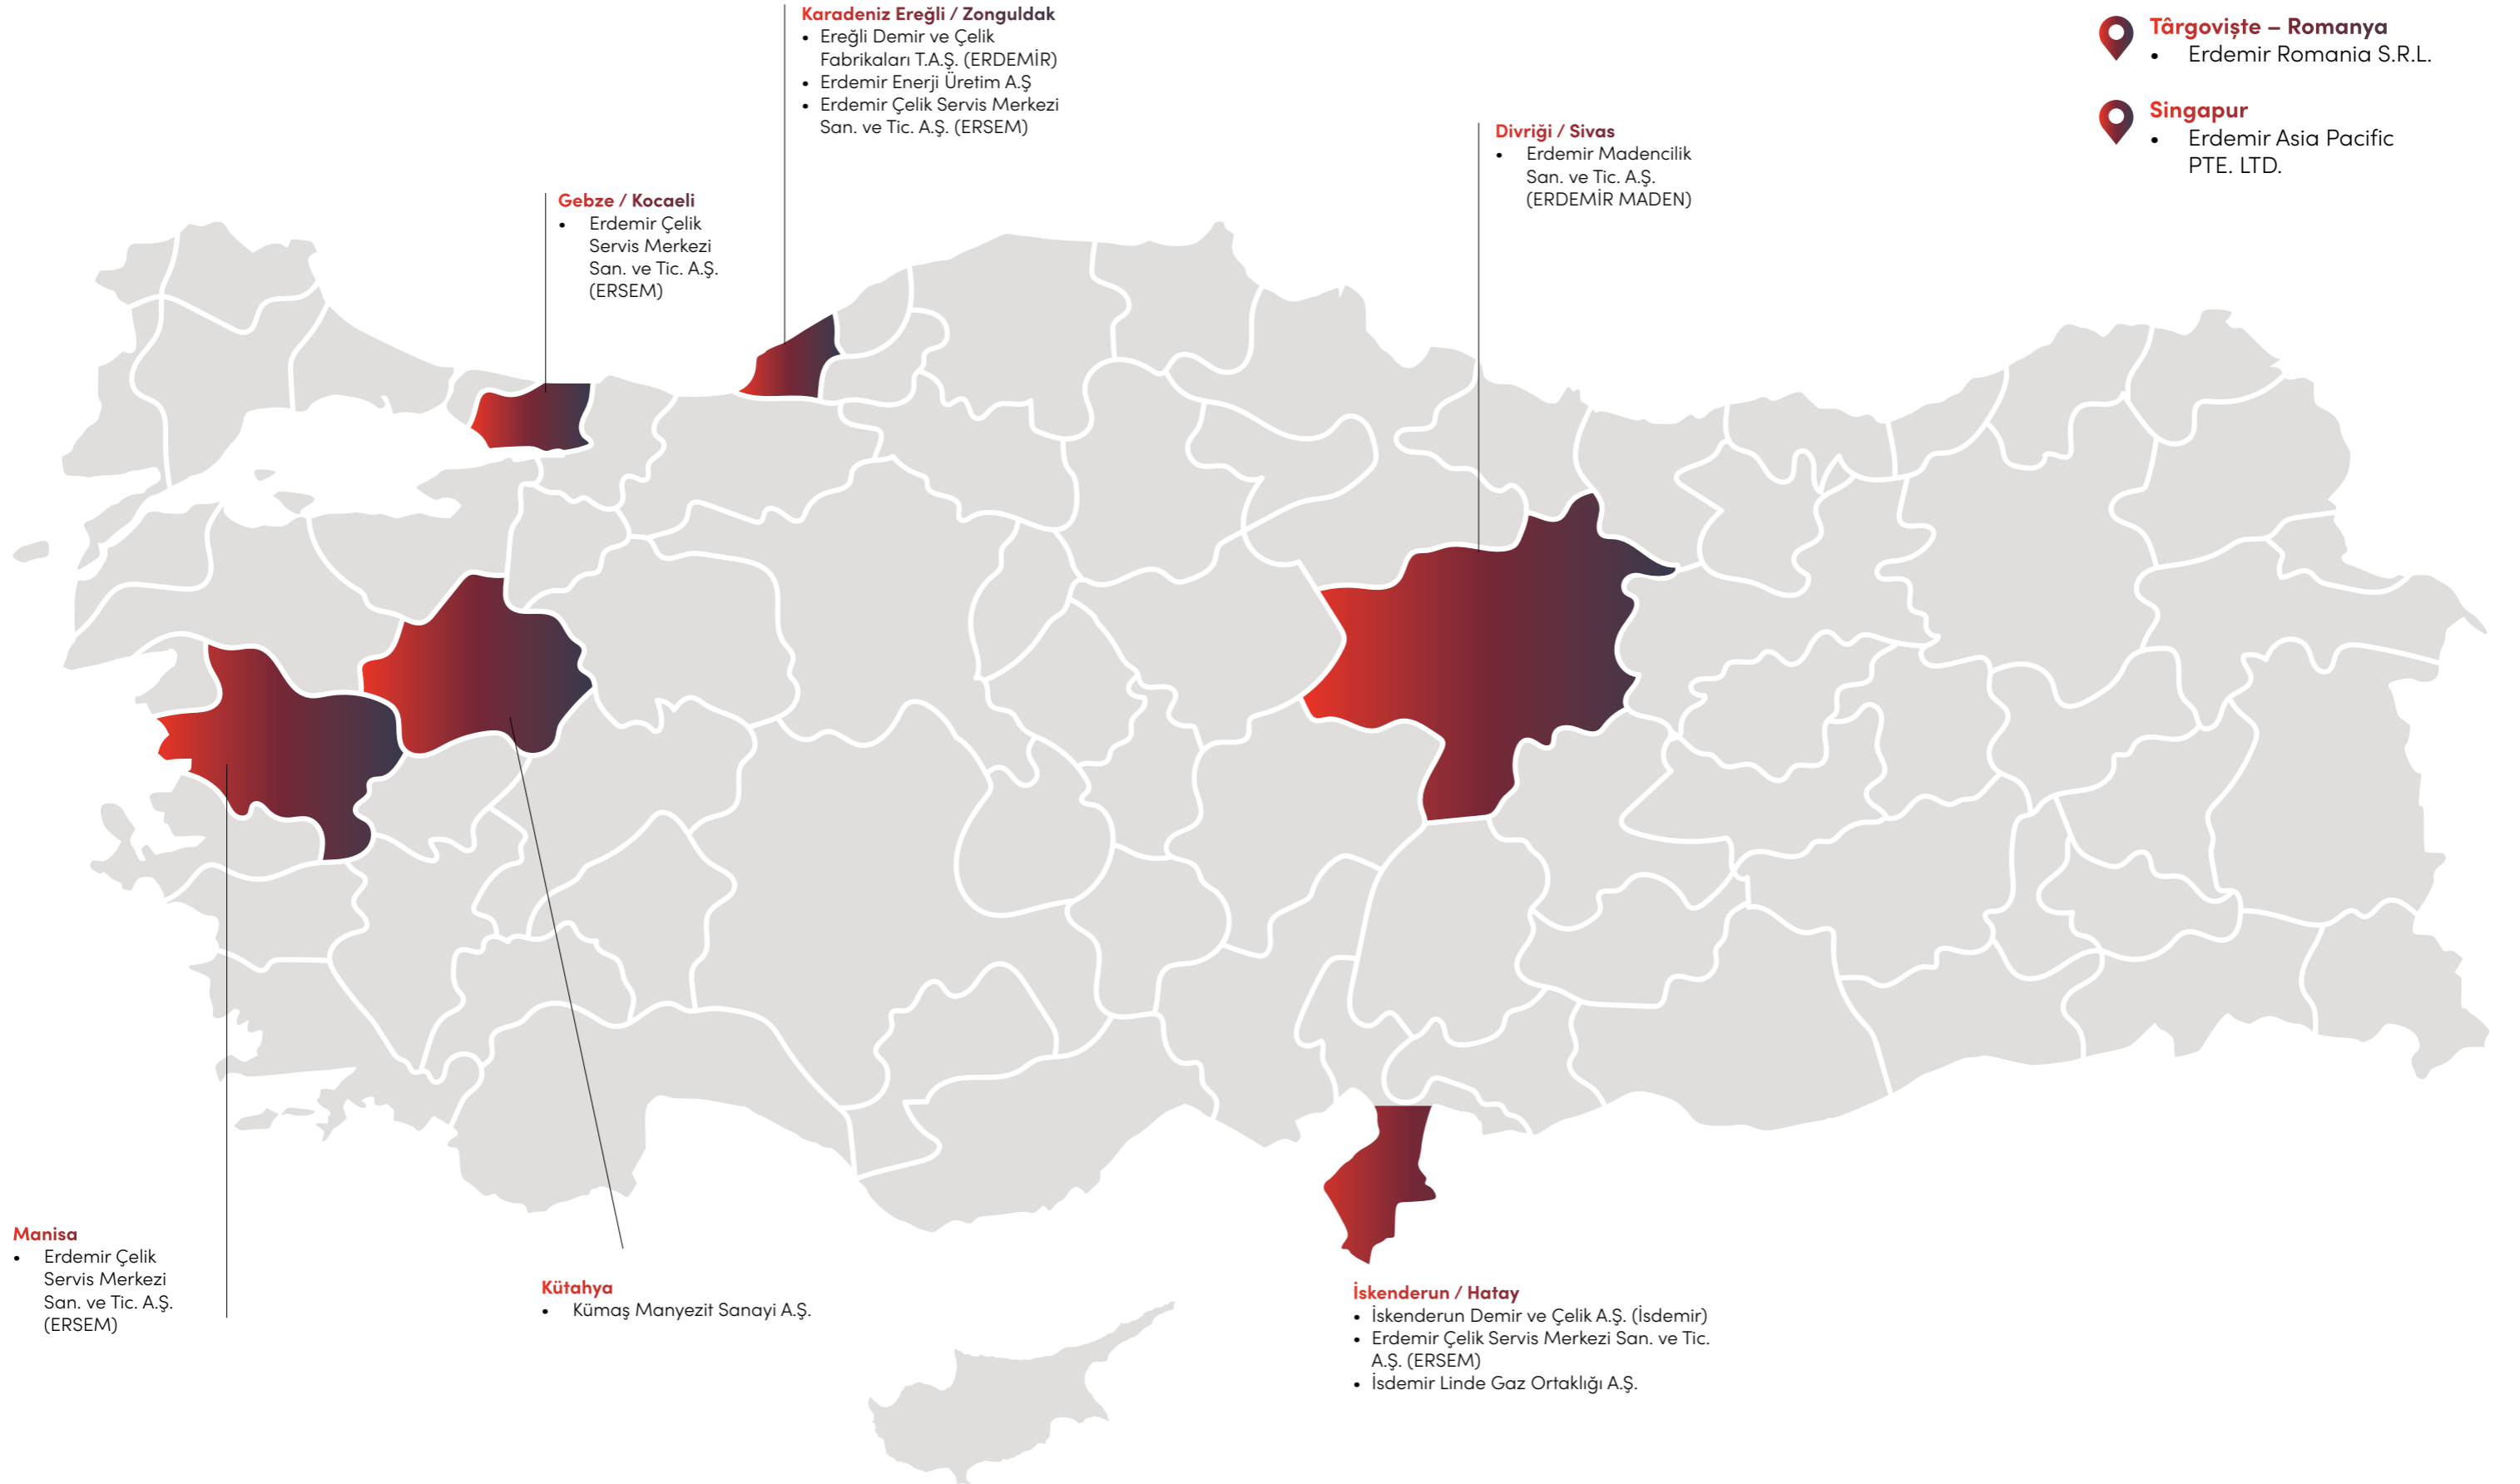 Karadeniz Ereğli / Zonguldak
• Ereğli Demir ve Çelik
Fabrikaları T.A.Ş. (ERDEMİR)
• Erdemir Enerji Üretim A.Ş
• Erdemir Çelik Servis Merkezi
San. ve Tic. A.Ş. (ERSEM)
Târgoviște – Romanya
• Erdemir Romania S.R.L.
Singapur
• Erdemir Asia Pacific
PTE. LTD.
Divriği / Sivas
• Erdemir Madencilik
San. ve Tic. A.Ş.
(ERDEMİR MADEN)
Gebze / Kocaeli
• Erdemir Çelik
Servis Merkezi
San. ve Tic. A.Ş.
(ERSEM)
Manisa
• Erdemir Çelik
Servis Merkezi
San. ve Tic. A.Ş.
(ERSEM)
Kütahya
• Kümaş Manyezit Sanayi A.Ş.
İskenderun / Hatay
• İskenderun Demir ve Çelik A.Ş. (İsdemir)
• Erdemir Çelik Servis Merkezi San. ve Tic.
A.Ş. (ERSEM)
• İsdemir Linde Gaz Ortaklığı A.Ş.